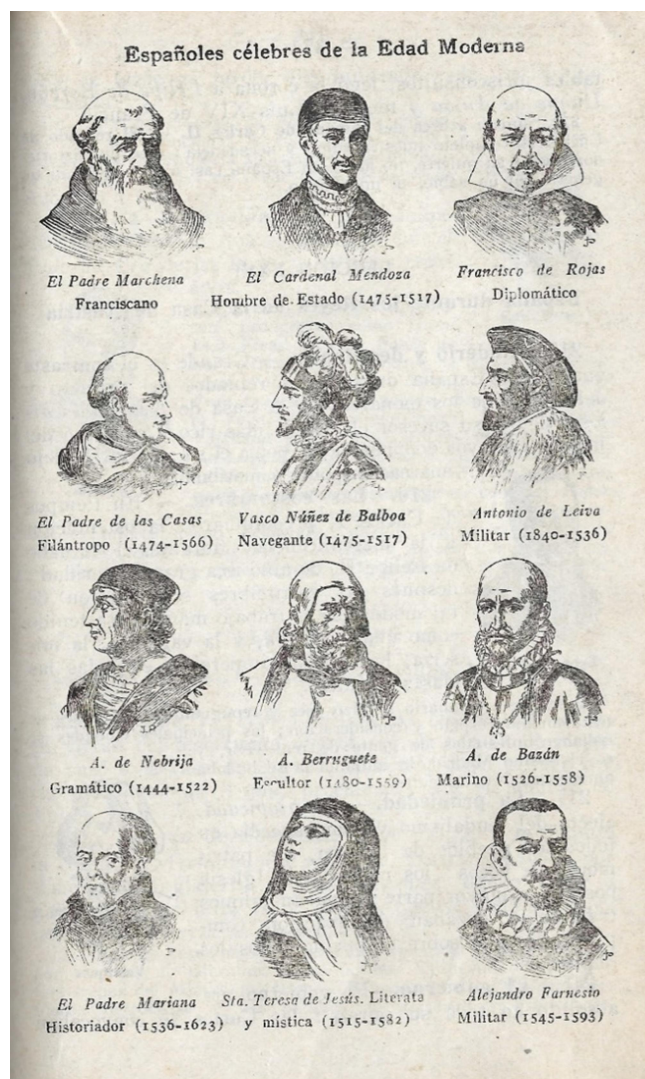 Españoles célebres de la Edad Moderna
El Padre Marchena
Franciscano
El Cardenal Mendoza
Hombre de Estado (1475-1517)
Francisco de Rojas
Diplomático
El Padre de las Casas
Filántropo (1474-1566)
Vasco Núñez de Balboa
Navegante (1475-1517)
Antonio de Leiva
Militar (1840-1536)
A. de Nebrija
Gramático (1444-1522)
A. Berruguete
Escultor (1480-1559)
A. de Bazán
Marino (1526-1558)
El Padre Mariana
Historiador (1536-1623)
Sta. Teresa de Jesús. Literata
y mística (1515-1582)
Alejandro Farnesio
Militar (1545-1593)